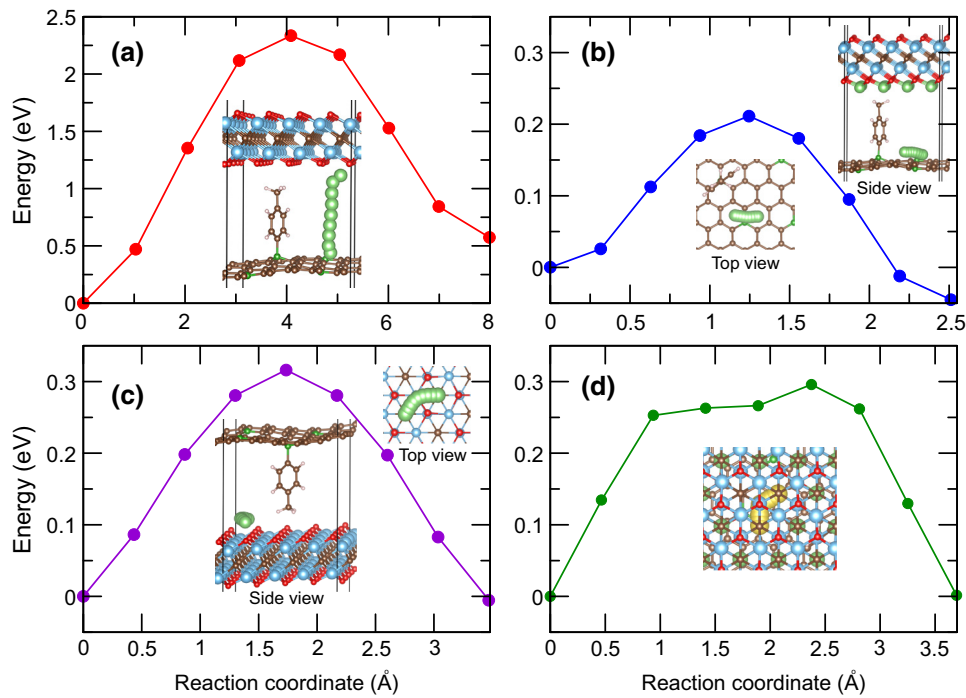 (a)
Energy (eV)
2.5
2
1.5
1
0.5
0
0 2 4 6 8
(b)
0.3
0.2
0.1
0
Side view
Top view
0 0.5 1 1.5 2 2.5
(c)
Energy (eV)
0.3
0.2
0.1
0
Top view
Side view
0 0.5 1 1.5 2 2.5 3
Reaction coordinate (Å)
(d)
0.3
0.2
0.1
0
0 0.5 1 1.5 2 2.5 3 3.5
Reaction coordinate (Å)